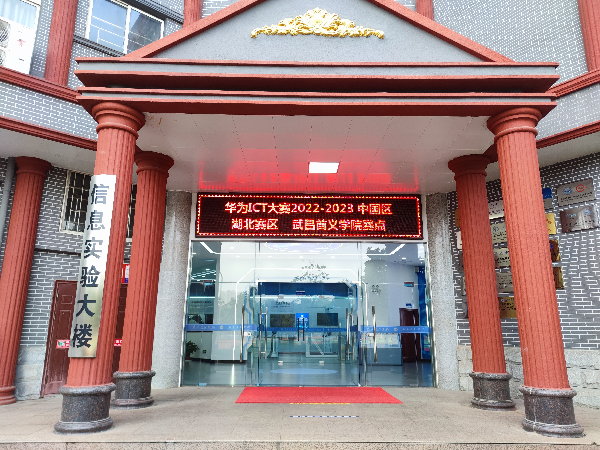 华为ICT大赛2022-2023 中国区
湖北赛区 武昌首义学院赛点
信息实验大楼